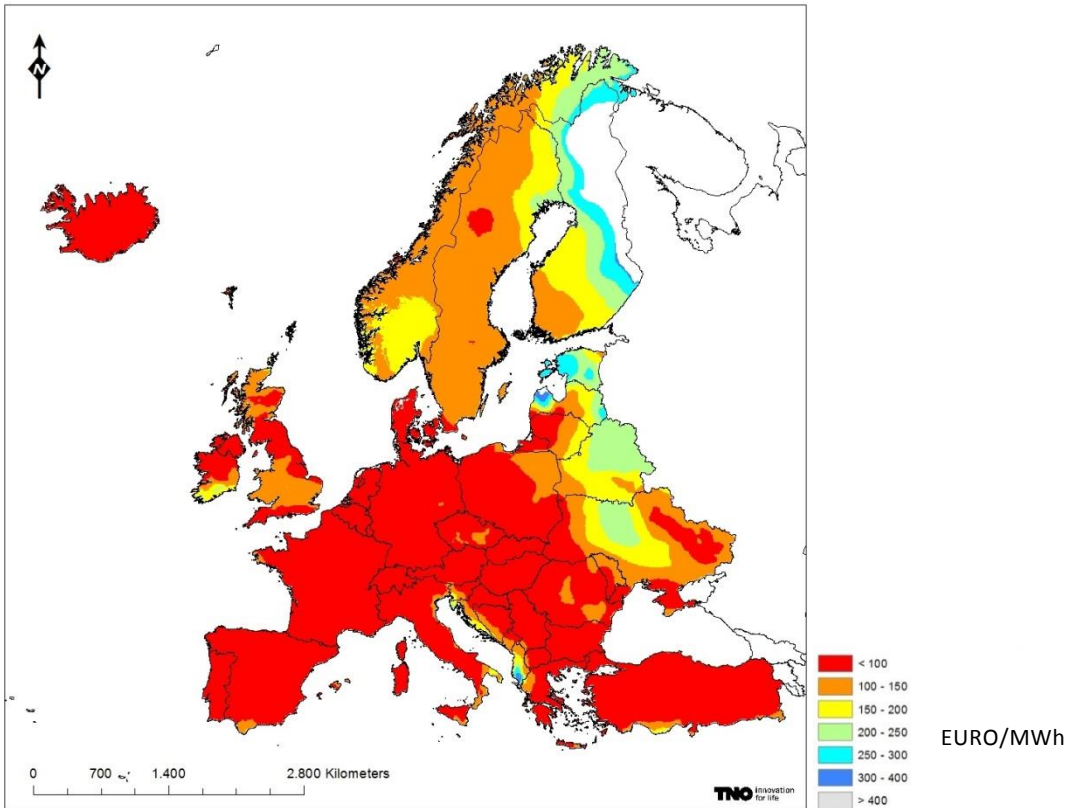 N
< 100
100 - 150
150 - 200
200 - 250
250 - 300
300 - 400
> 400
EURO/MWh
0 700 1.400 2.800 Kilometers
TNO innovation
for life